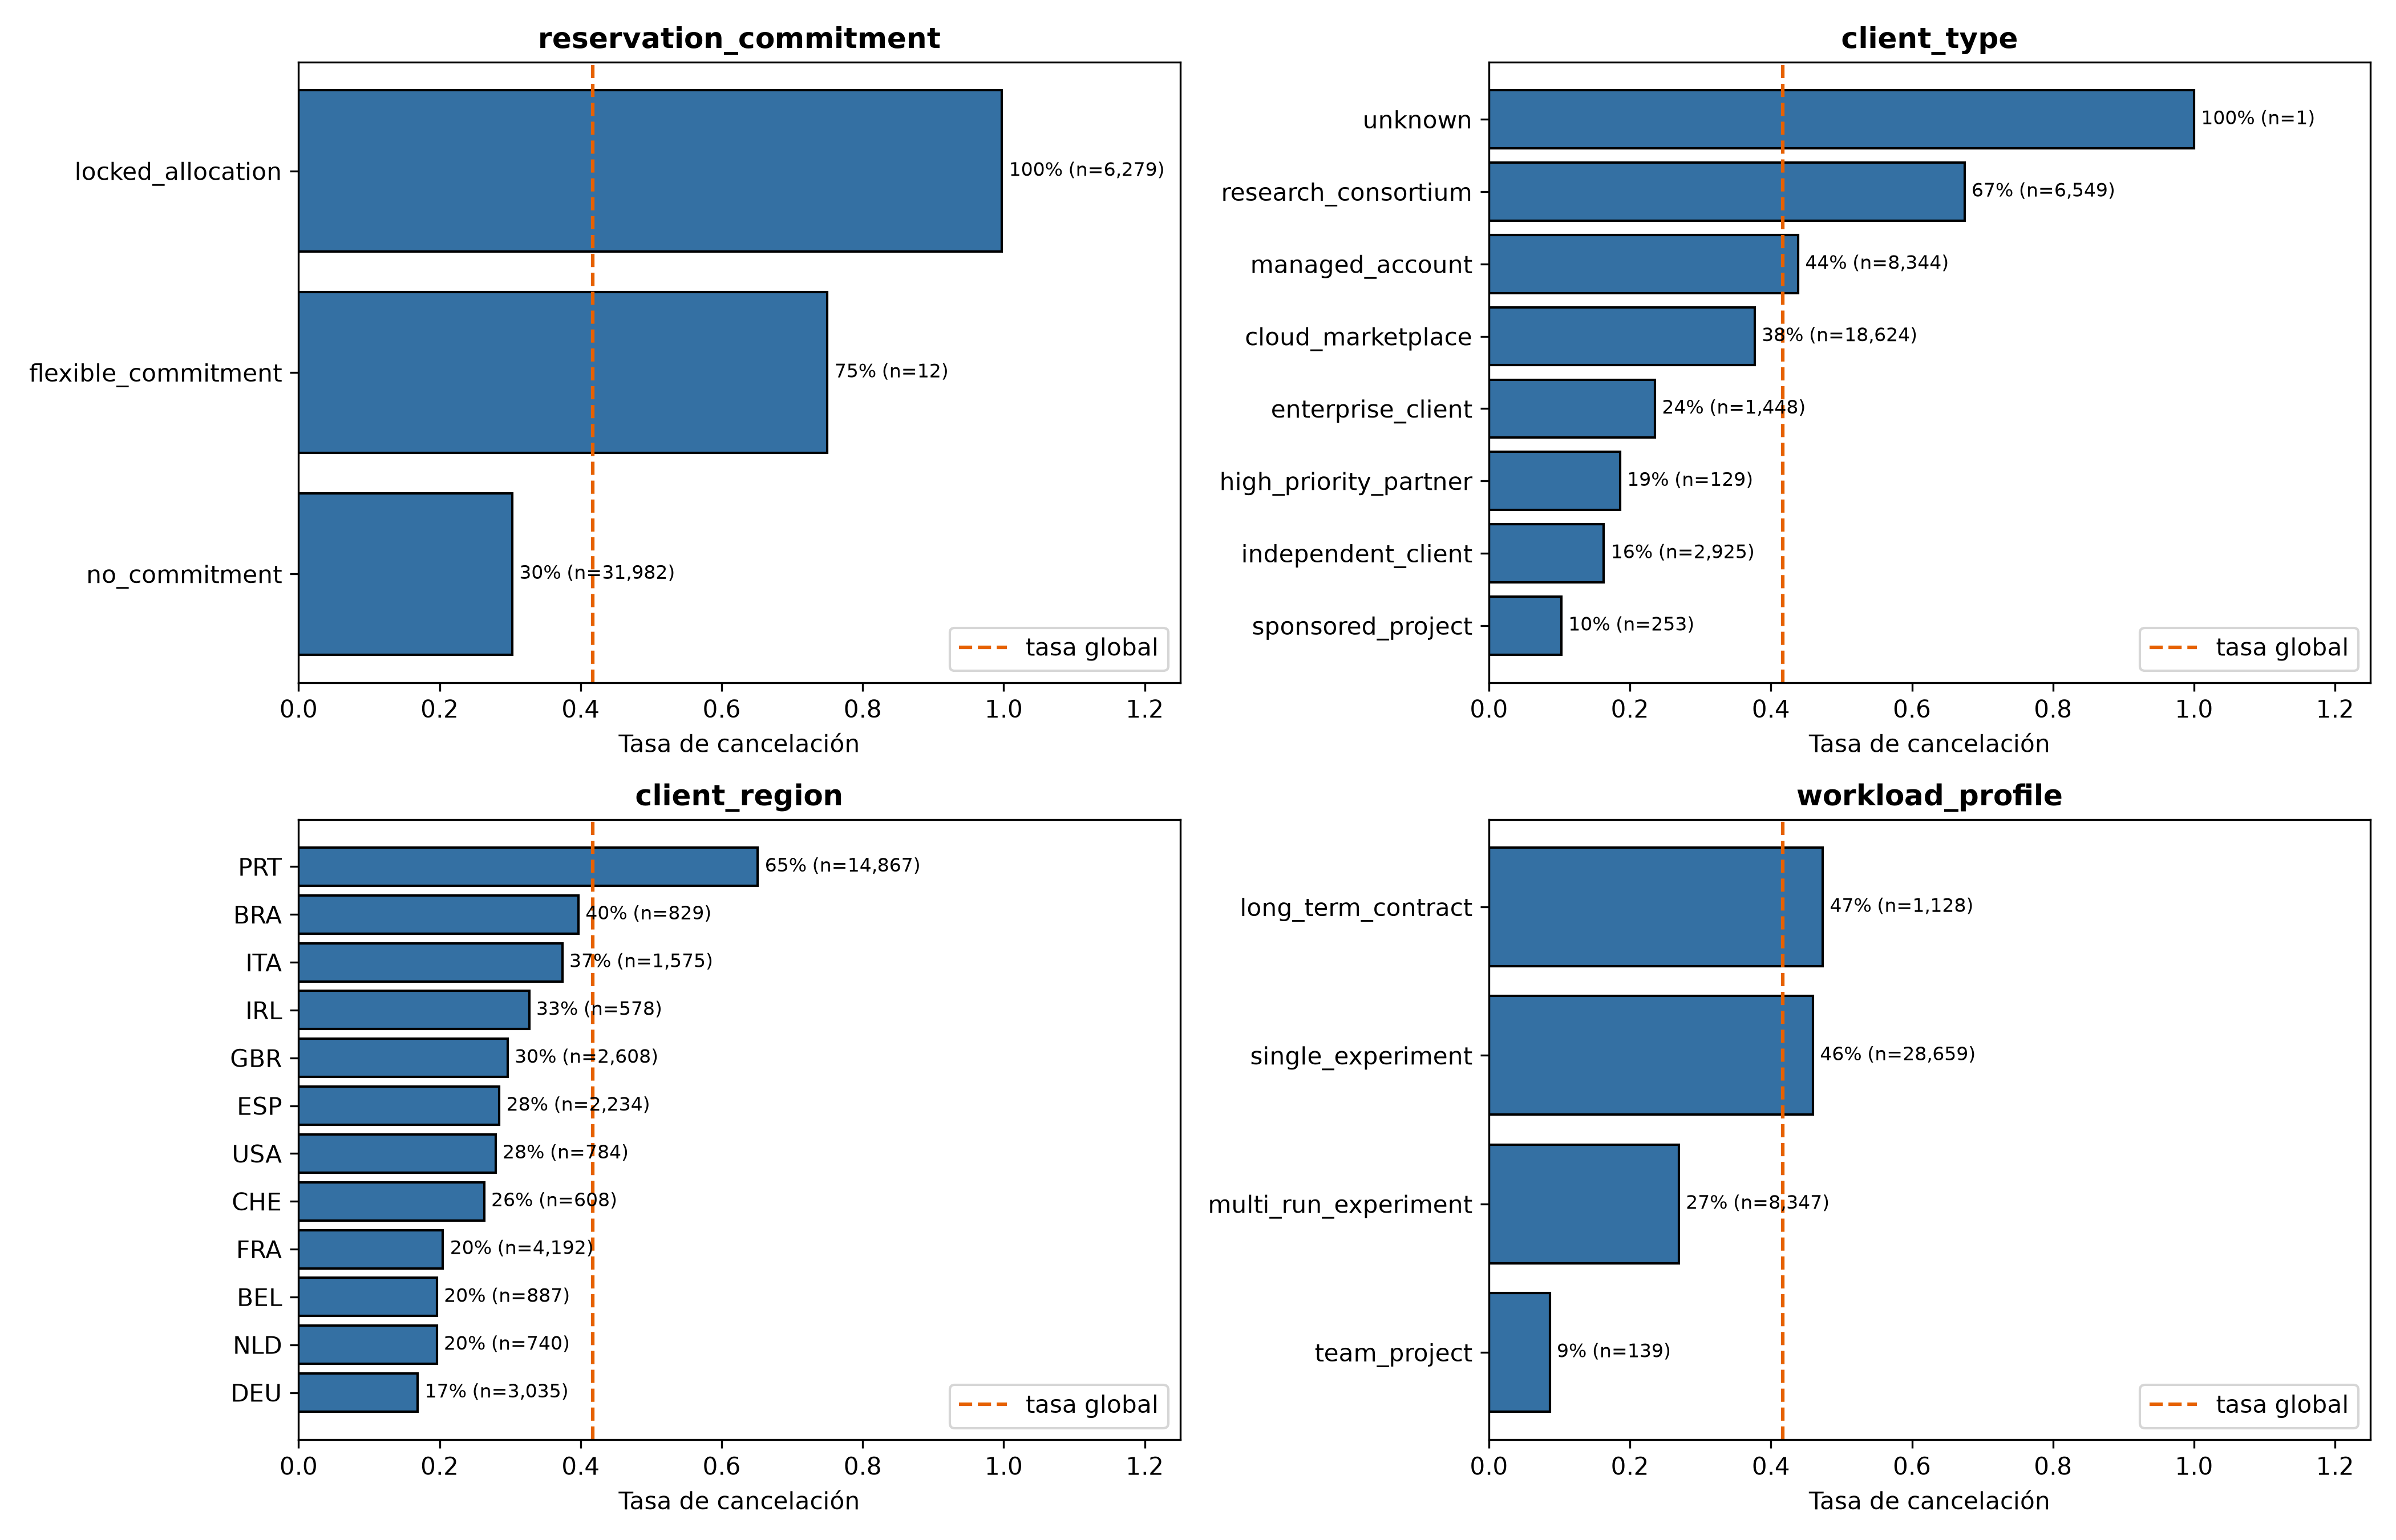 reservation_commitment
locked_allocation
100% (n=6,279)
flexible_commitment
75% (n=12)
no_commitment
30% (n=31,982)
tasa global
0.0 0.2 0.4 0.6 0.8 1.0 1.2
Tasa de cancelación
client_type
unknown
100% (n=1)
research_consortium
67% (n=6,549)
managed_account
44% (n=8,344)
cloud_marketplace
38% (n=18,624)
enterprise_client
24% (n=1,448)
high_priority_partner
19% (n=129)
independent_client
16% (n=2,925)
sponsored_project
10% (n=253)
tasa global
0.0 0.2 0.4 0.6 0.8 1.0 1.2
Tasa de cancelación
client_region
PRT
65% (n=14,867)
BRA
40% (n=829)
ITA
37% (n=1,575)
IRL
33% (n=578)
GBR
30% (n=2,608)
ESP
28% (n=2,234)
USA
28% (n=784)
CHE
26% (n=608)
FRA
20% (n=4,192)
BEL
20% (n=887)
NLD
20% (n=740)
DEU
17% (n=3,035)
tasa global
0.0 0.2 0.4 0.6 0.8 1.0 1.2
Tasa de cancelación
workload_profile
long_term_contract
47% (n=1,128)
single_experiment
46% (n=28,659)
multi_run_experiment
27% (n=8,347)
team_project
9% (n=139)
tasa global
0.0 0.2 0.4 0.6 0.8 1.0 1.2
Tasa de cancelación